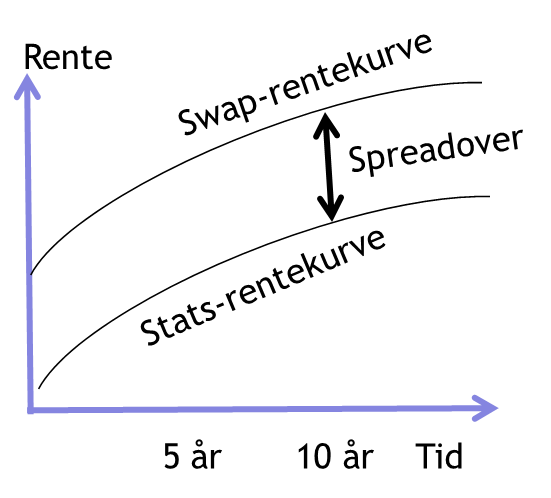 Rente
Swap-rentekurve
Spreadover
Stats-rentekurve
5 år
10 år
Tid